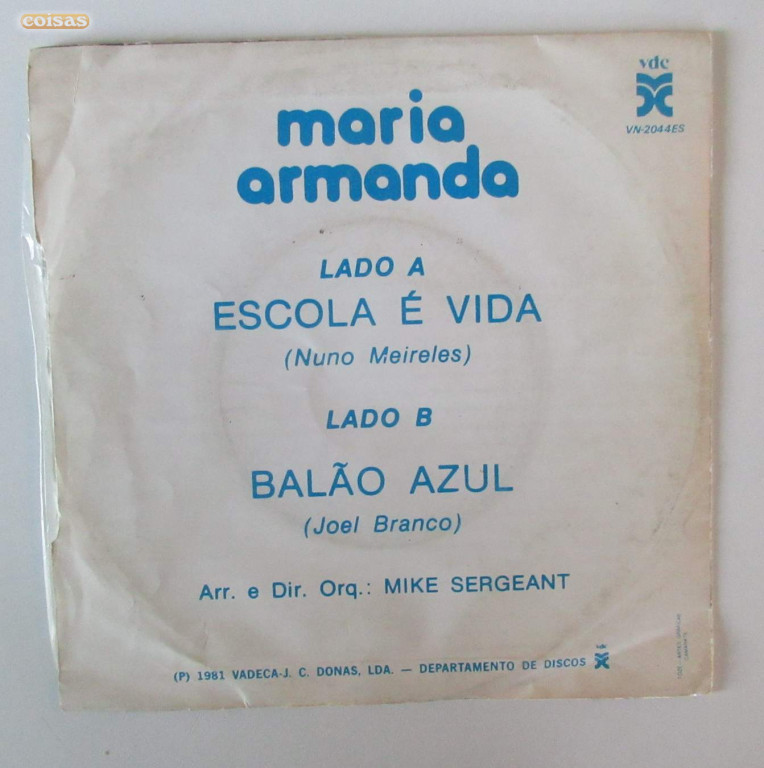 coisas
vdc
VN-2044ES
maria
armanda
LADO A
ESCOLA É VIDA
(Nuno Meireles)
LADO B
BALÃO AZUL
(Joel Branco)
Arr. e Dir. Orq.: MIKE SERGEANT
(P) 1981 VADECA-J. C. DONAS, LDA. — DEPARTAMENTO DE DISCOS